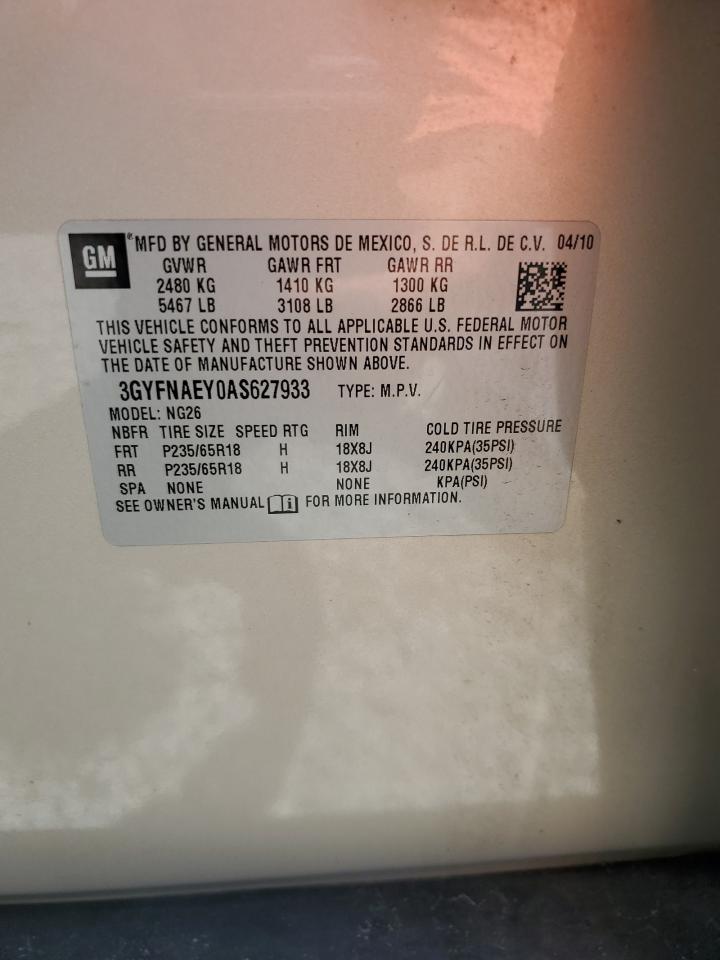 GM ® MFD BY GENERAL MOTORS DE MEXICO, S. DE R.L. DE C.V. 04/10
GVWR GAWR FRT GAWR RR
2480 KG 1410 KG 1300 KG
5467 LB 3108 LB 2866 LB
THIS VEHICLE CONFORMS TO ALL APPLICABLE U.S. FEDERAL MOTOR
VEHICLE SAFETY AND THEFT PREVENTION STANDARDS IN EFFECT ON
THE DATE OF MANUFACTURE SHOWN ABOVE.
3GYFNAEY0AS627933 TYPE: M.P.V.
MODEL: NG26
NBFR TIRE SIZE SPEED RTG RIM COLD TIRE PRESSURE
FRT P235/65R18 H 18X8J 240KPA(35PSI)
RR P235/65R18 H 18X8J 240KPA(35PSI)
SPA NONE NONE KPA(PSI)
SEE OWNER'S MANUAL i FOR MORE INFORMATION.